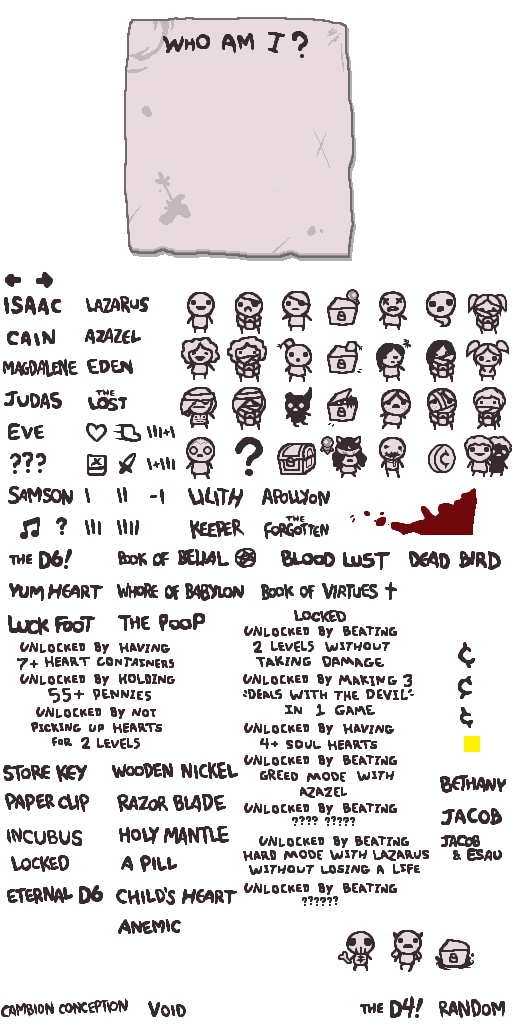 WHO AM I?
ISAAC LAZARUS
CAIN AZAZEL
MAGDALENE EDEN
JUDAS THE LOST
EVE III+I
??? I+III
?
SAMSON I II -I LILITH APOLLYON
? III IIII KEEPER THE FORGOTTEN
THE D6! BOOK OF BELIAL BLOOD LUST DEAD BIRD
YUM HEART WHORE OF BABYLON BOOK OF VIRTUES
LUCK FOOT THE POOP
LOCKED
UNLOCKED BY BEATING
2 LEVELS WITHOUT
TAKING DAMAGE
UNLOCKED BY HAVING
7+ HEART CONTAINERS
UNLOCKED BY HOLDING
55+ PENNIES
UNLOCKED BY NOT
PICKING UP HEARTS
FOR 2 LEVELS
UNLOCKED BY MAKING 3
"DEALS WITH THE DEVIL"
IN 1 GAME
UNLOCKED BY HAVING
4+ SOUL HEARTS
UNLOCKED BY BEATING
GREED MODE WITH
AZAZEL
UNLOCKED BY BEATING
???? ?????
UNLOCKED BY BEATING
HARD MODE WITH LAZARUS
WITHOUT LOSING A LIFE
UNLOCKED BY BEATING
??????
¢
¢
¢
STORE KEY WOODEN NICKEL
PAPER CLIP RAZOR BLADE
INCUBUS HOLY MANTLE
LOCKED A PILL
ETERNAL D6 CHILD'S HEART
ANEMIC
BETHANY
JACOB
JACOB
& ESAU
CAMBION CONCEPTION VOID THE D4! RANDOM